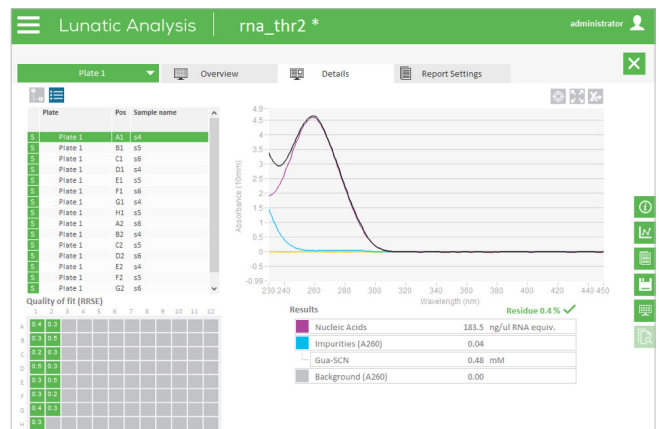 Lunatic Analysis
rna_thr2 *
administrator
Plate 1
Overview
Details
Report Settings
Plate Pos Sample name
S Plate 1 A1 s4
S Plate 1 B1 s5
S Plate 1 C1 s6
S Plate 1 D1 s4
S Plate 1 E1 s5
S Plate 1 F1 s6
S Plate 1 G1 s4
S Plate 1 H1 s5
S Plate 1 A2 s6
S Plate 1 B2 s4
S Plate 1 C2 s5
S Plate 1 D2 s6
S Plate 1 E2 s4
S Plate 1 F2 s5
S Plate 1 G2 s6
Quality of fit (RRSE)
1 2 3 4 5 6 7 8 9 10 11 12
A 0.4 0.3
B 0.3 0.5
C 0.2 0.3
D 0.5 0.3
E 0.3 0.5
F 0.3 0.2
G 0.4 0.3
H 0.3
Absorbance (10mm)
4.9
4.5
4
3.5
3
2.5
2
1.5
1
0.5
0
-0.5
-0.99
230 240 260 280 300 320 340 360 380 400 420 440 450
Wavelength (nm)
Results
Residue 0.4 %
Nucleic Acids 183.5 ng/ul RNA equiv.
Impurities (A260) 0.04
Gua-SCN 0.48 mM
Background (A260) 0.00